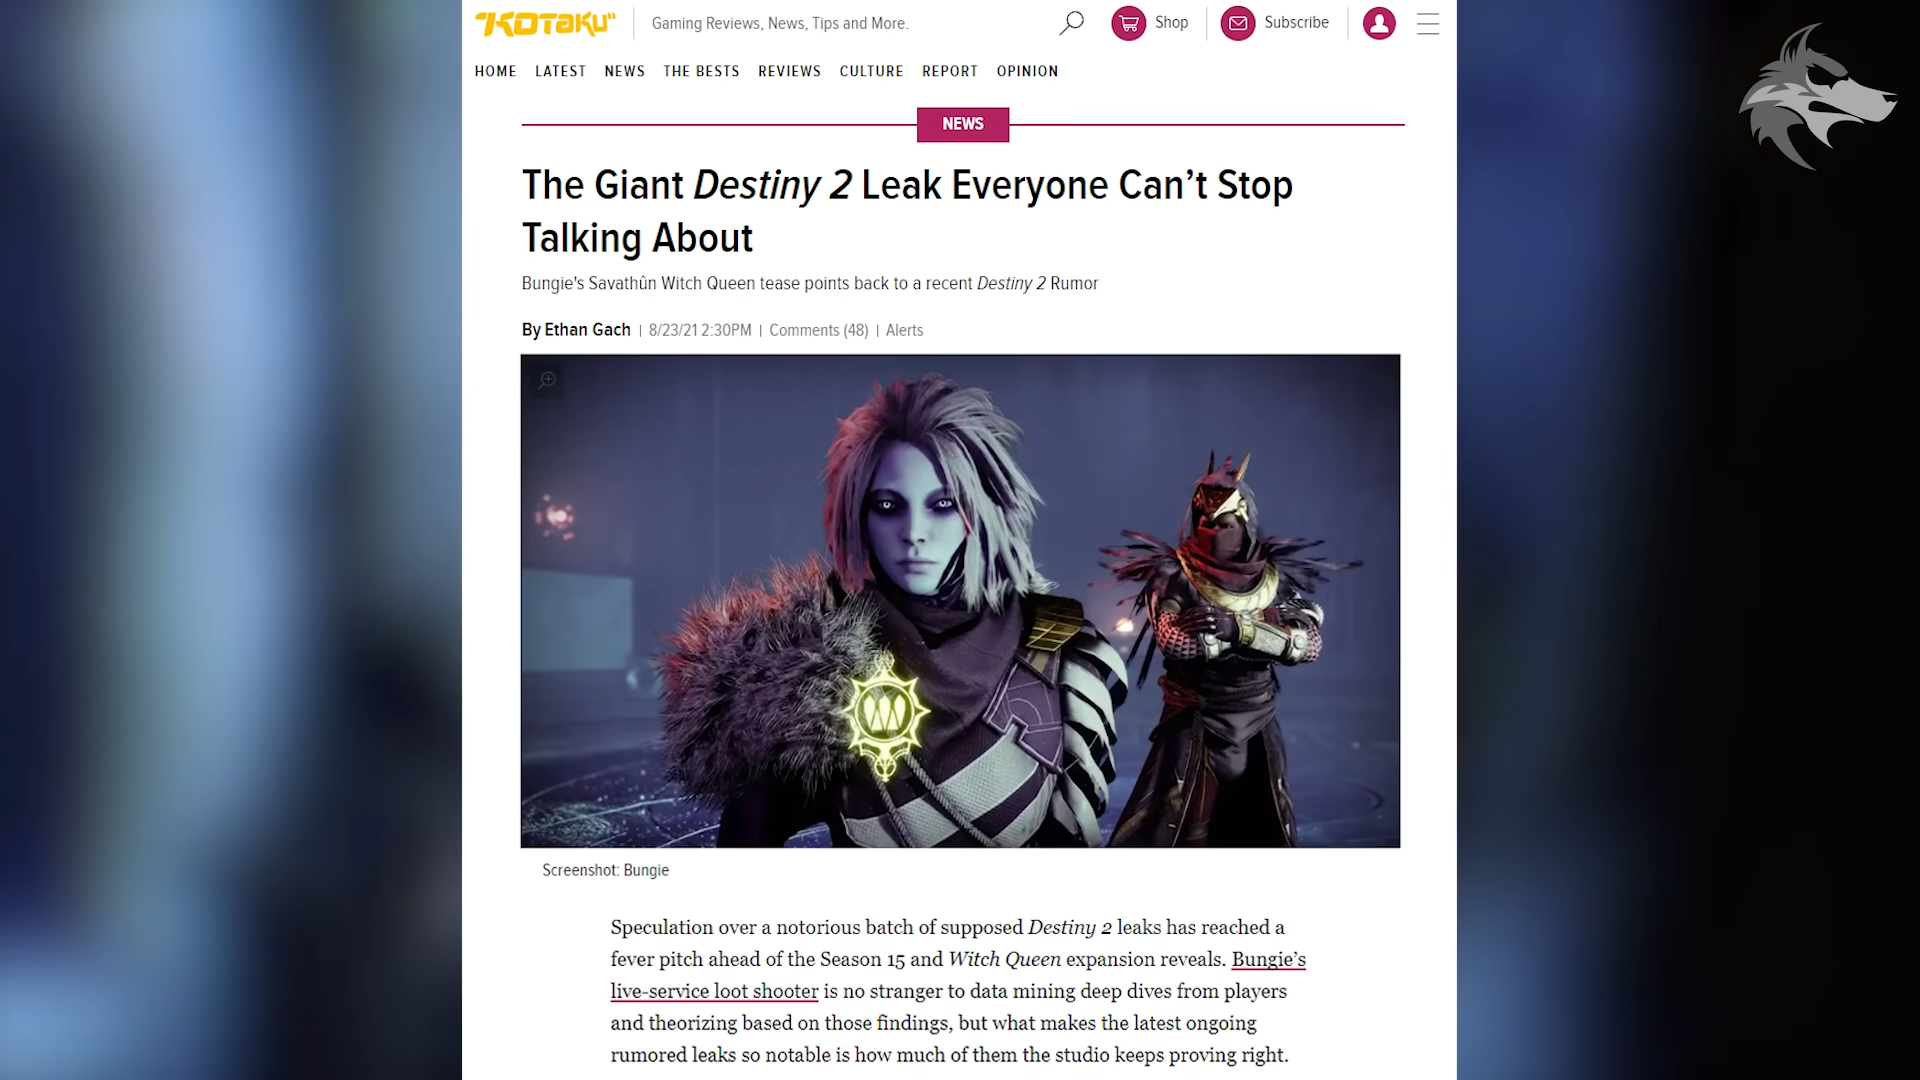 KOTAKU
Gaming Reviews, News, Tips and More.
Shop
Subscribe
HOME LATEST NEWS THE BESTS REVIEWS CULTURE REPORT OPINION
NEWS
The Giant Destiny 2 Leak Everyone Can’t Stop
Talking About
Bungie's Savathûn Witch Queen tease points back to a recent Destiny 2 Rumor
By Ethan Gach | 8/23/21 2:30PM | Comments (48) | Alerts
Screenshot: Bungie
Speculation over a notorious batch of supposed Destiny 2 leaks has reached a
fever pitch ahead of the Season 15 and Witch Queen expansion reveals. Bungie’s
live-service loot shooter is no stranger to data mining deep dives from players
and theorizing based on those findings, but what makes the latest ongoing
rumored leaks so notable is how much of them the studio keeps proving right.